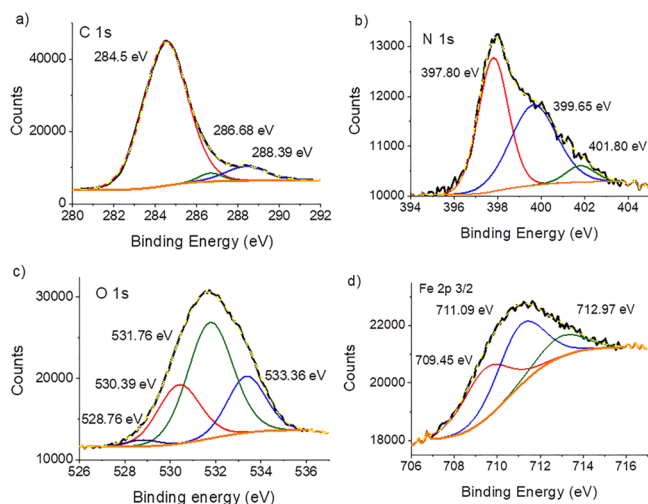 a)
C 1s
284.5 eV
286.68 eV
288.39 eV
40000
20000
0
Counts
280 282 284 286 288 290 292
Binding Energy (eV)
b)
N 1s
397.80 eV
399.65 eV
401.80 eV
13000
12000
11000
10000
Counts
394 396 398 400 402 404
Binding Energy (eV)
c)
O 1s
531.76 eV
530.39 eV
533.36 eV
528.76 eV
30000
20000
10000
Counts
526 528 530 532 534 536
Binding energy (eV)
d)
Fe 2p 3/2
711.09 eV
712.97 eV
709.45 eV
22000
20000
18000
Counts
706 708 710 712 714 716
Binding Energy (eV)